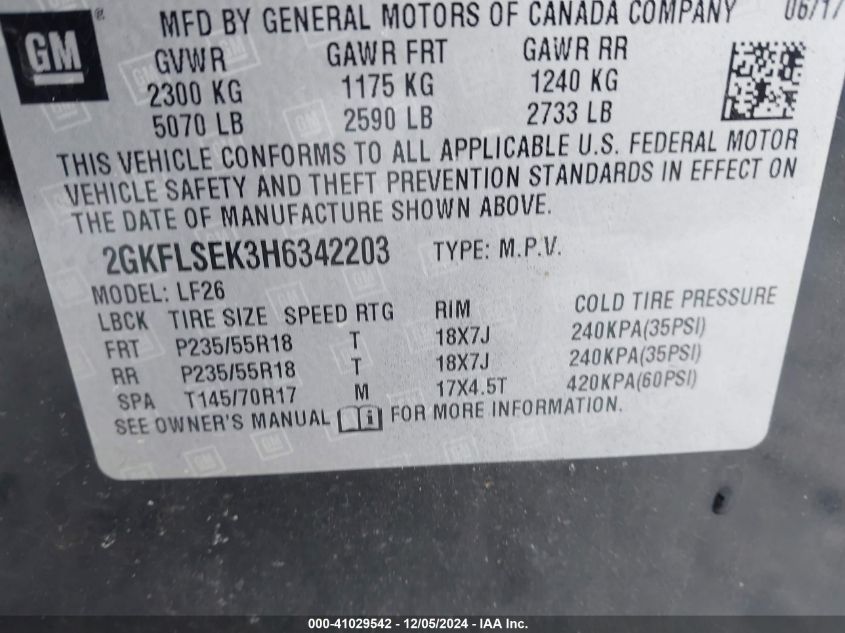 GM ® MFD BY GENERAL MOTORS OF CANADA COMPANY 06/17
GVWR GAWR FRT GAWR RR
2300 KG 1175 KG 1240 KG
5070 LB 2590 LB 2733 LB
THIS VEHICLE CONFORMS TO ALL APPLICABLE U.S. FEDERAL MOTOR
VEHICLE SAFETY AND THEFT PREVENTION STANDARDS IN EFFECT ON
THE DATE OF MANUFACTURE SHOWN ABOVE.
2GKFLSEK3H6342203 TYPE: M.P.V.
MODEL: LF26
LBCK TIRE SIZE SPEED RTG RIM COLD TIRE PRESSURE
FRT P235/55R18 T 18X7J 240KPA(35PSI)
RR P235/55R18 T 18X7J 240KPA(35PSI)
SPA T145/70R17 M 17X4.5T 420KPA(60PSI)
SEE OWNER'S MANUAL FOR MORE INFORMATION.
000-41029542 - 12/05/2024 - IAA Inc.